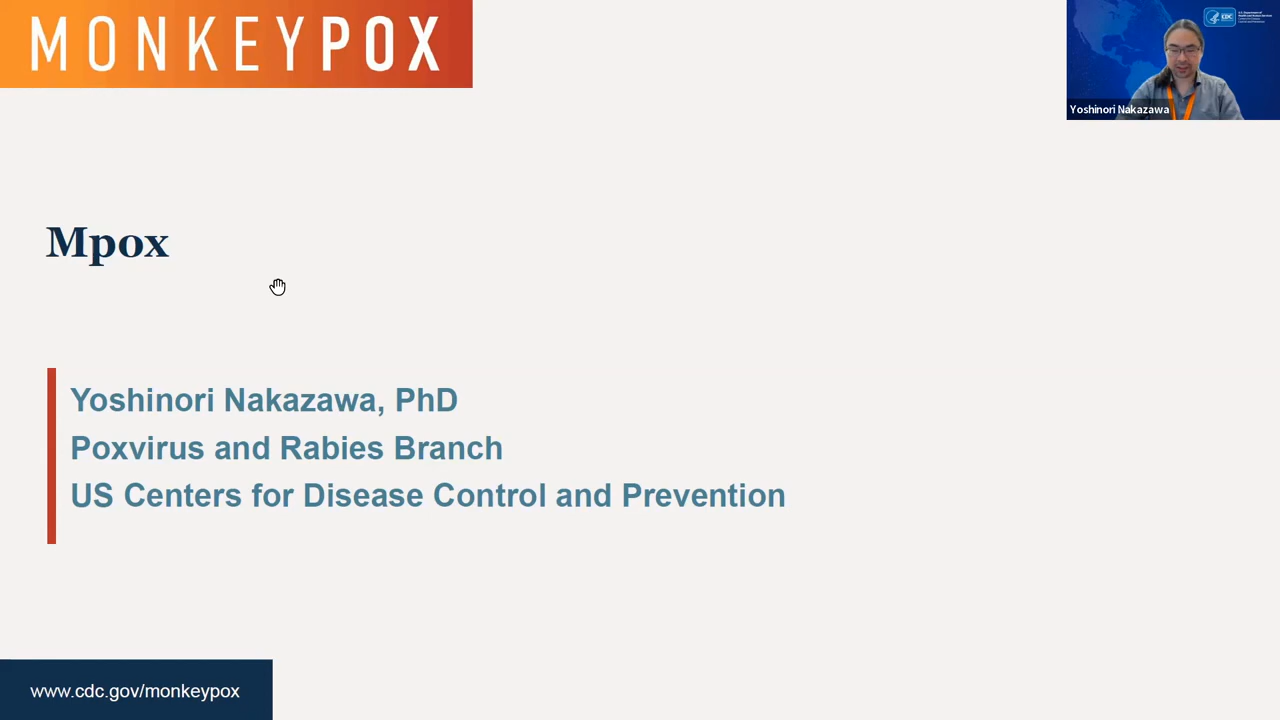 MONKEYPOX
CDC
Yoshinori Nakazawa
Mpox
Yoshinori Nakazawa, PhD
Poxvirus and Rabies Branch
US Centers for Disease Control and Prevention
www.cdc.gov/monkeypox